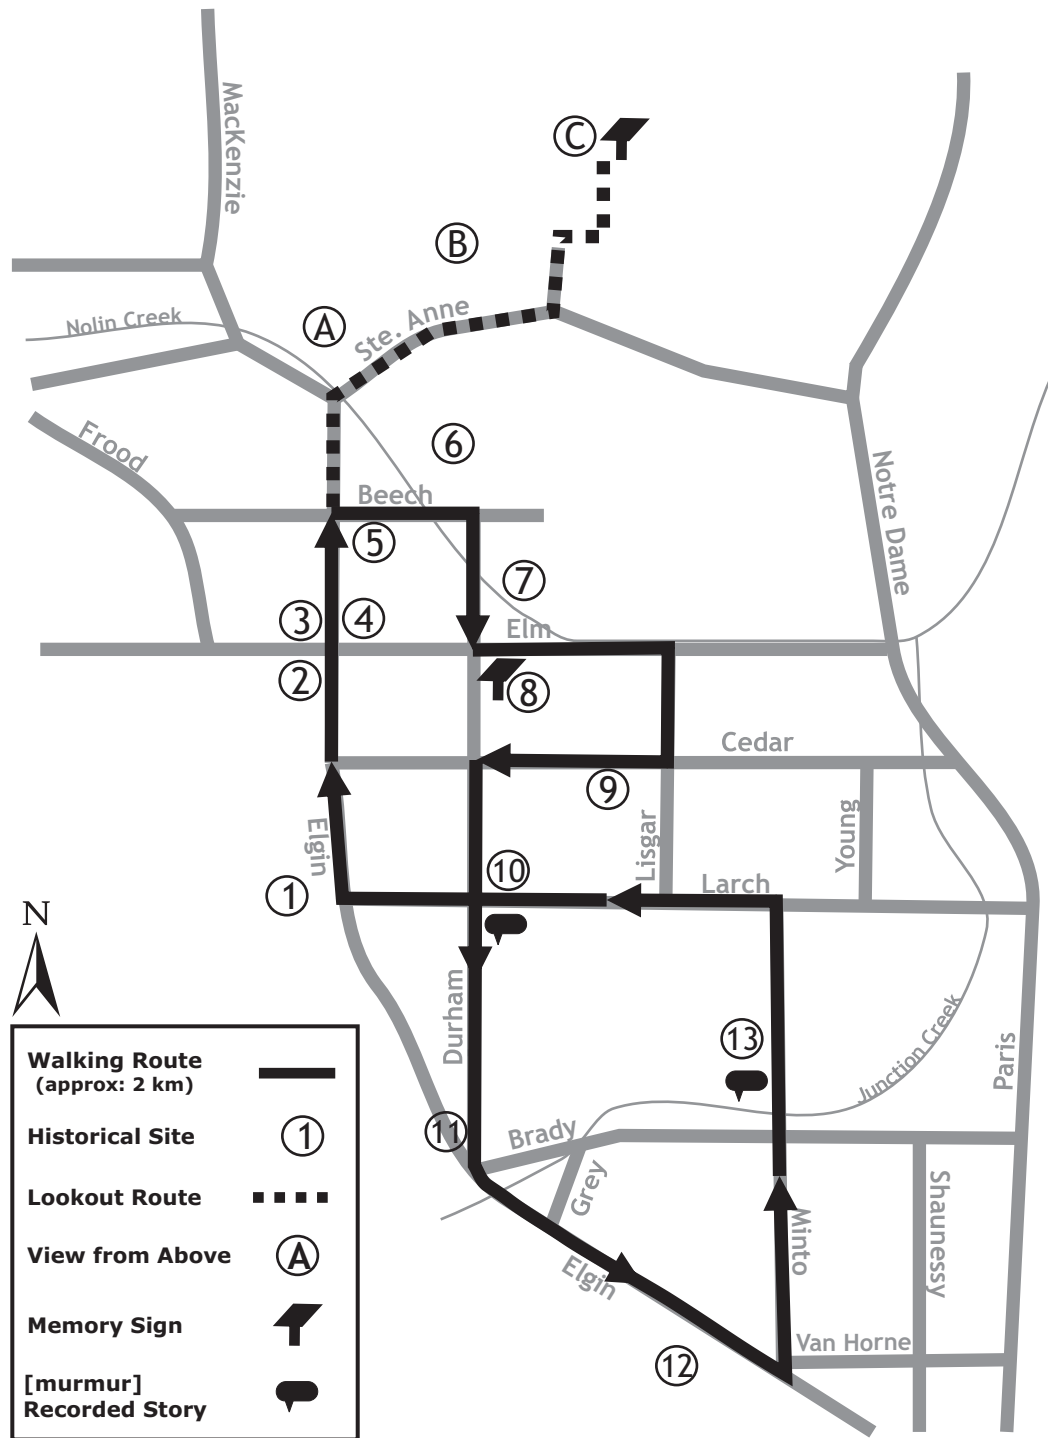 MacKenzie
C
B
Nolin Creek
A
Ste. Anne
Frood
6
Beech
Notre Dame
5
7
3
4
Elm
2
8
Cedar
9
Elgin
Lisgar
Young
10
1
Larch
N
Durham
13
Junction Creek
Paris
11
Brady
Grey
Minto
Shaunessy
Elgin
Van Horne
12
Walking Route
(approx: 2 km)
Historical Site
1
Lookout Route
View from Above
A
Memory Sign
[murmur]
Recorded Story